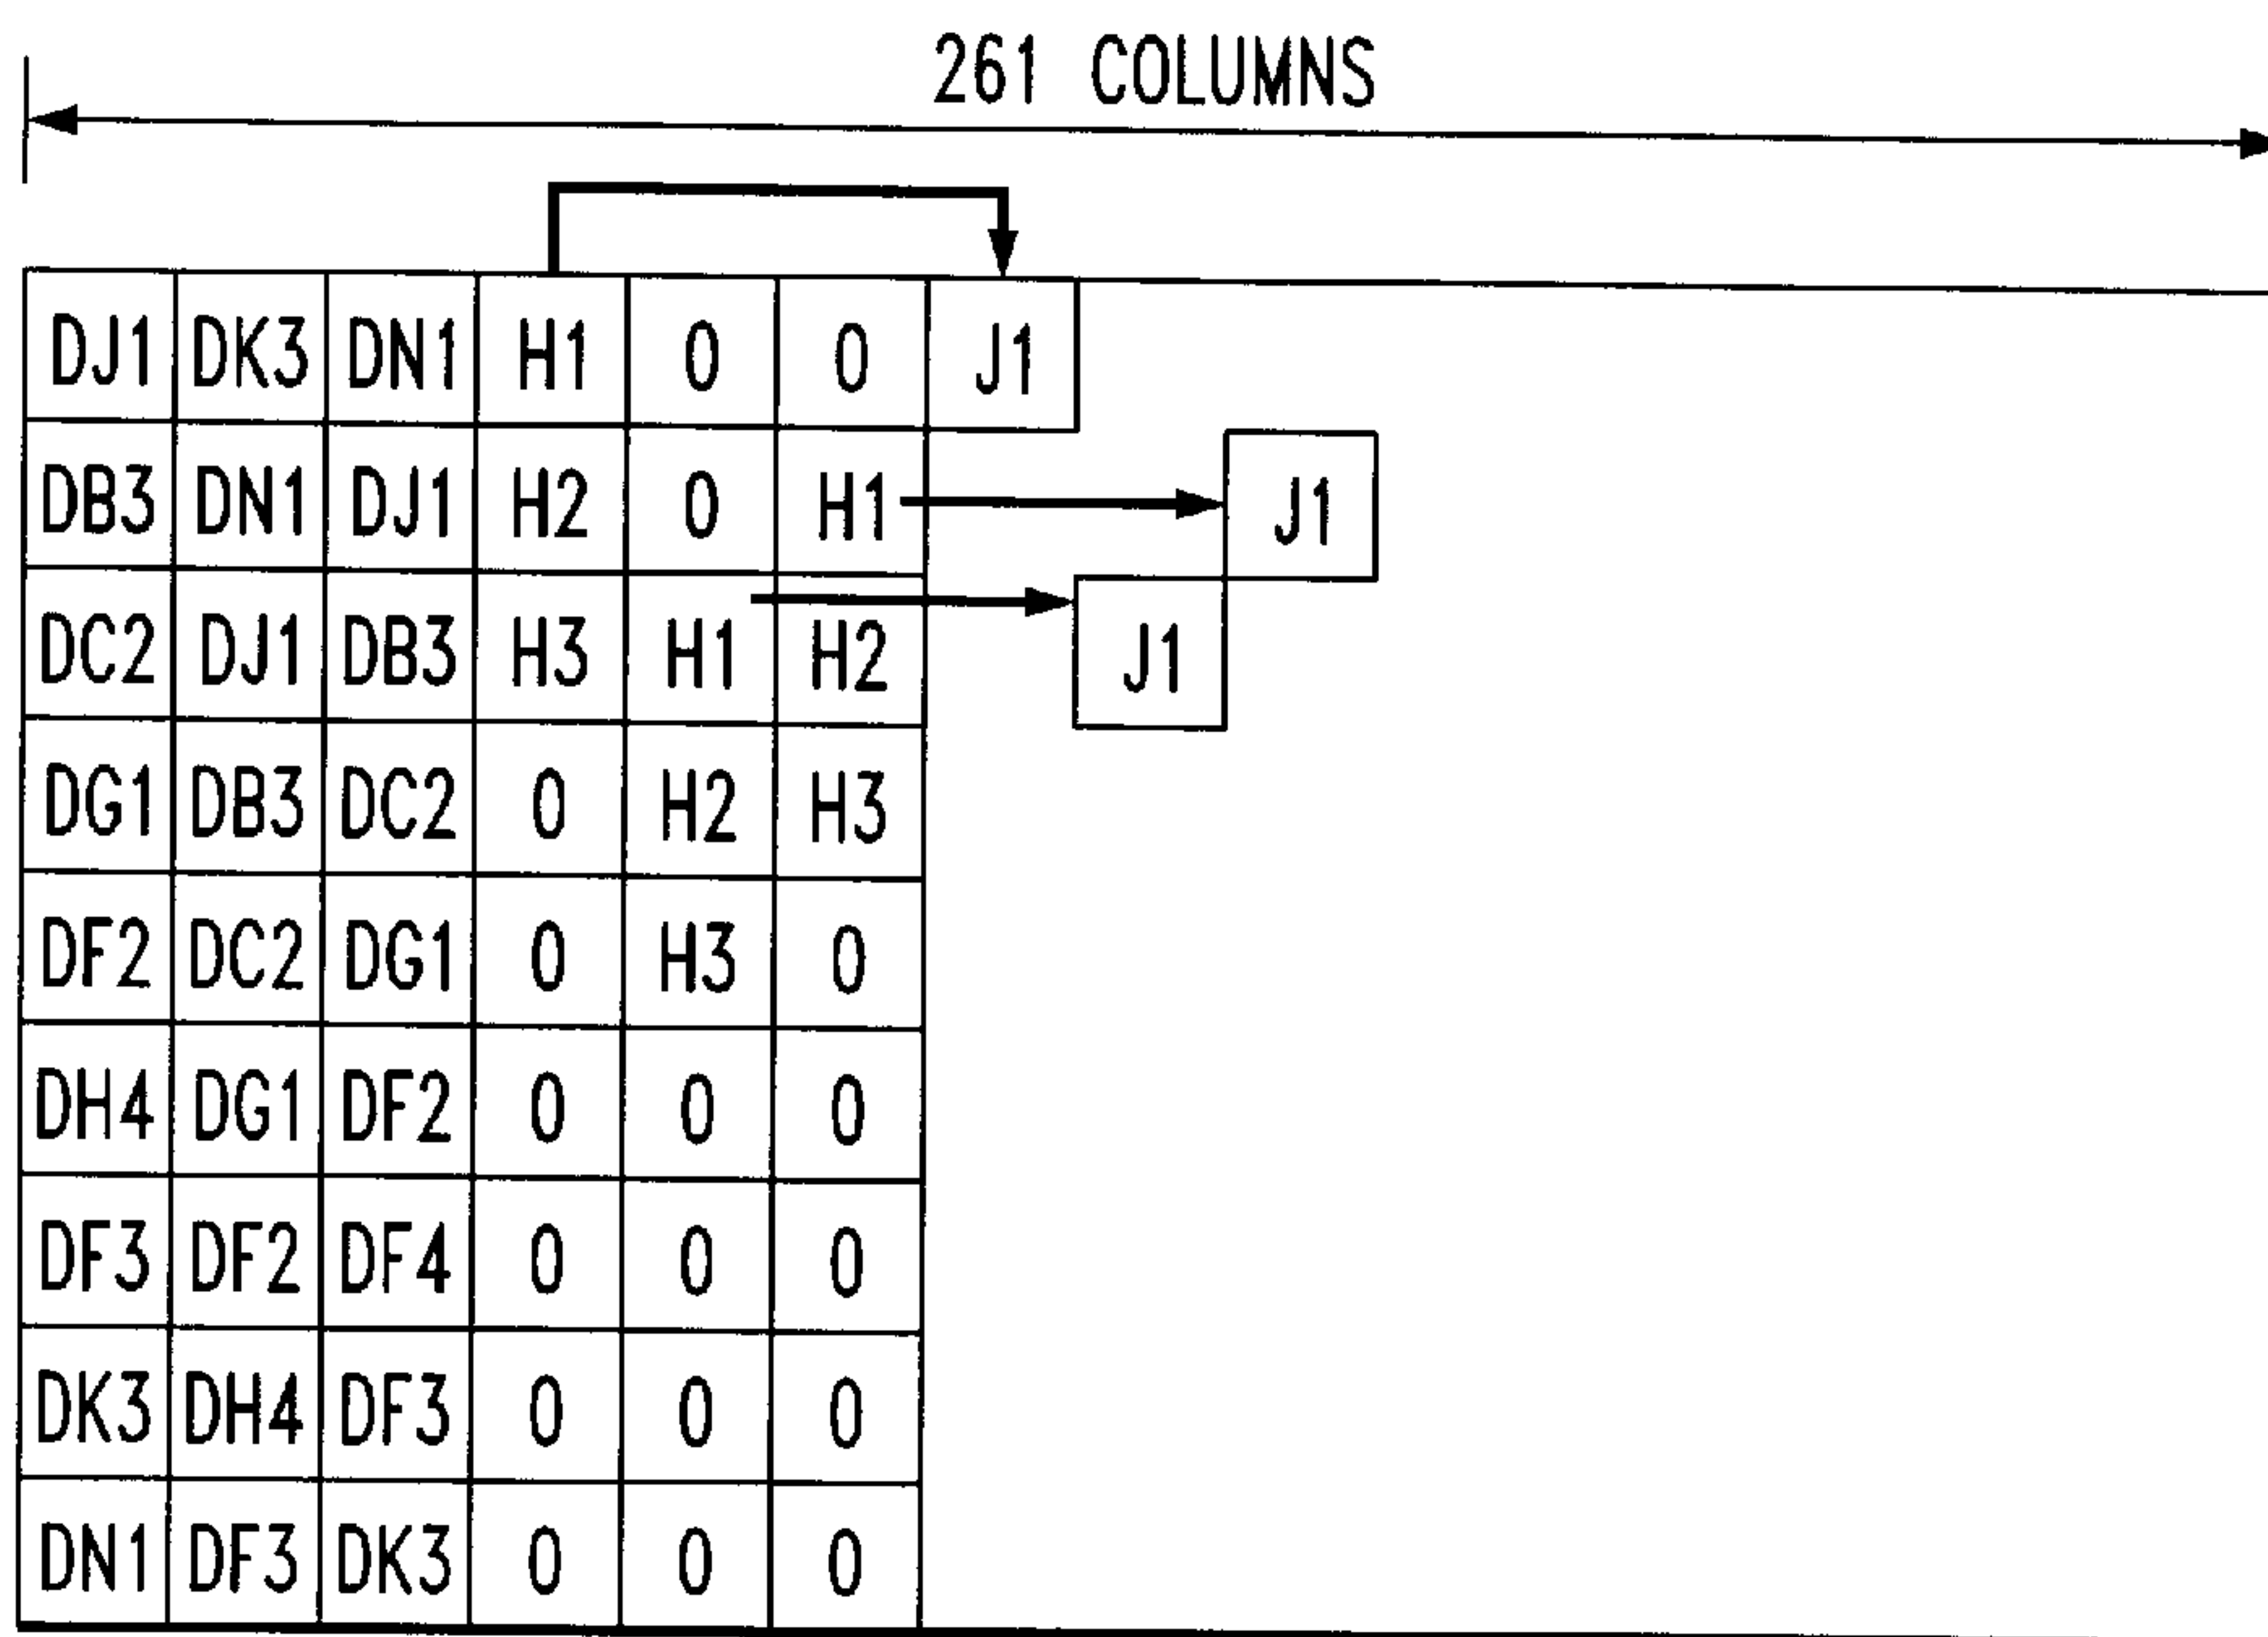 261 COLUMNS
DJ1 DK3 DN1 H1 0 0 J1
DB3 DN1 DJ1 H2 0 H1 J1
DC2 DJ1 DB3 H3 H1 H2 J1
DG1 DB3 DC2 0 H2 H3
DF2 DC2 DG1 0 H3 0
DH4 DG1 DF2 0 0 0
DF3 DF2 DF4 0 0 0
DK3 DH4 DF3 0 0 0
DN1 DF3 DK3 0 0 0